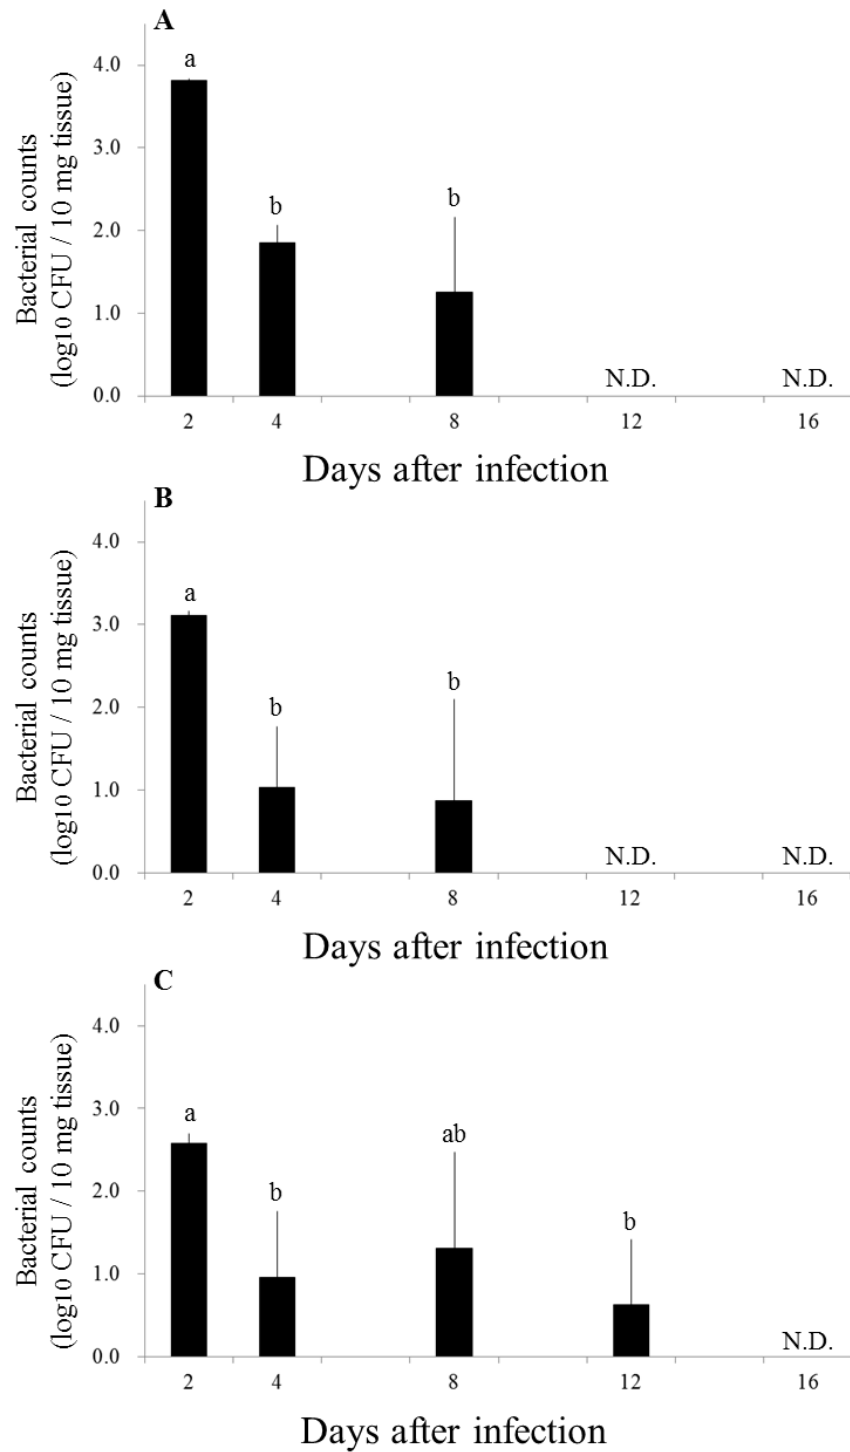 A
Bacterial counts
(log10 CFU / 10 mg tissue)
4.0
3.0
2.0
1.0
0.0
a
b
b
N.D.
N.D.
2
4
8
12
16
Days after infection
B
Bacterial counts
(log10 CFU / 10 mg tissue)
4.0
3.0
2.0
1.0
0.0
a
b
b
N.D.
N.D.
2
4
8
12
16
Days after infection
C
Bacterial counts
(log10 CFU / 10 mg tissue)
4.0
3.0
2.0
1.0
0.0
a
b
ab
b
N.D.
2
4
8
12
16
Days after infection